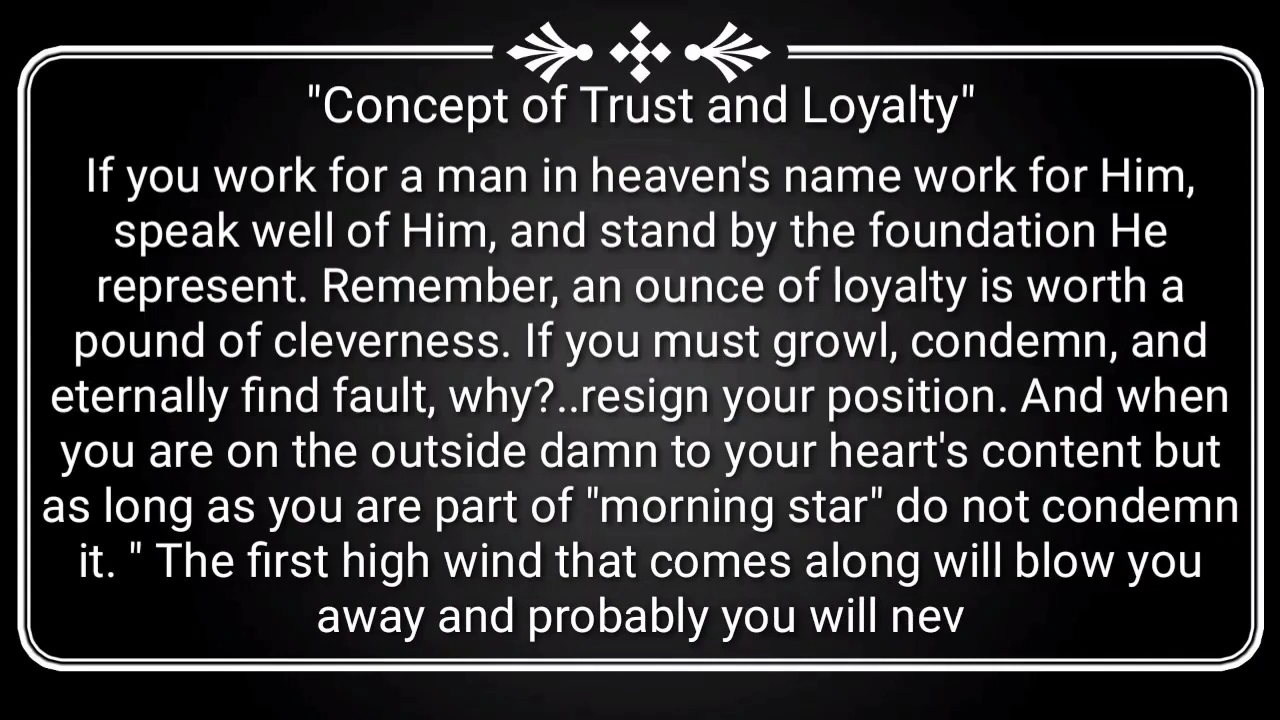 "Concept of Trust and Loyalty"
If you work for a man in heaven's name work for Him,
speak well of Him, and stand by the foundation He
represent. Remember, an ounce of loyalty is worth a
pound of cleverness. If you must growl, condemn, and
eternally find fault, why?..resign your position. And when
you are on the outside damn to your heart's content but
as long as you are part of "morning star" do not condemn
it. " The first high wind that comes along will blow you
away and probably you will nev